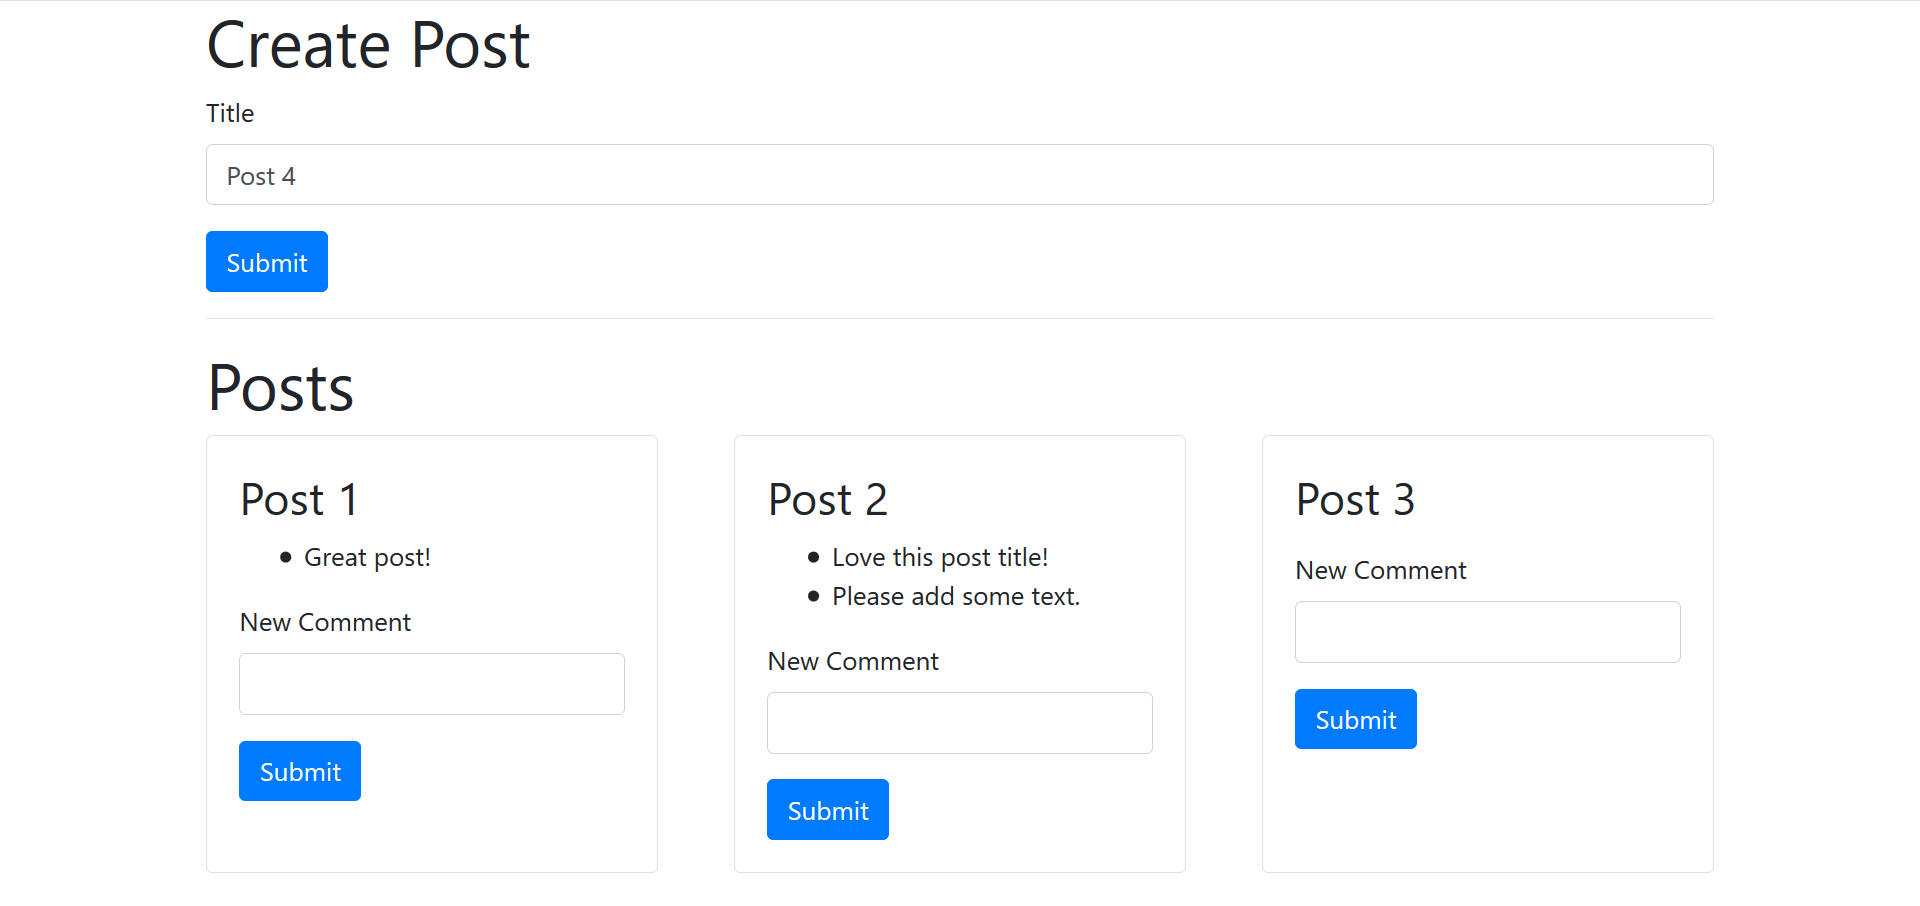 Create Post
Title
Post 4
Submit
Posts
Post 1
Great post!
New Comment
Submit
Post 2
Love this post title!
Please add some text.
New Comment
Submit
Post 3
New Comment
Submit